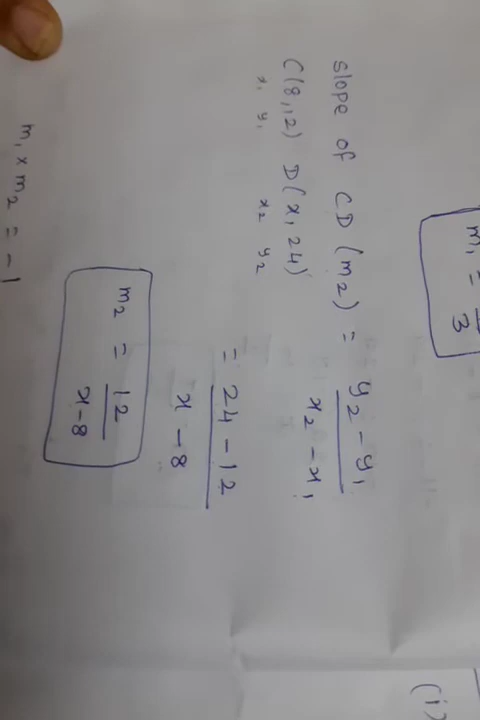 m₁ = — 3
slope of CD (m₂) = y₂ - y₁ / x₂ - x₁
C(8,12) D(x, 24)
x₁ y₁ x₂ y₂
= 24 - 12 / x - 8
m₂ = 12 / x-8
m₁ × m₂ = -1
(i)